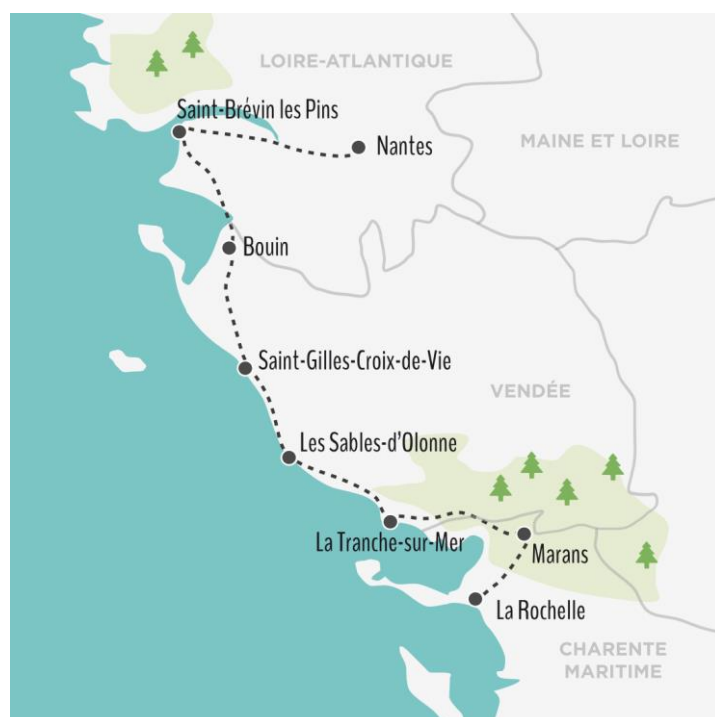 LOIRE-ATLANTIQUE
Saint-Brévin les Pins
Nantes
MAINE ET LOIRE
Bouin
Saint-Gilles-Croix-de-Vie
VENDÉE
Les Sables-d'Olonne
La Tranche-sur-Mer
Marans
La Rochelle
CHARENTE
MARITIME